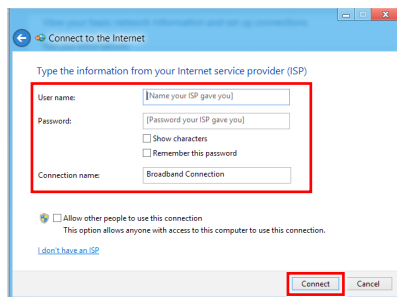 View your basic network information and set up connections
Connect to the Internet
Type the information from your Internet service provider (ISP)
User name: [Name your ISP gave you]
Password: [Password your ISP gave you]
Show characters
Remember this password
Connection name: Broadband Connection
Allow other people to use this connection
This option allows anyone with access to this computer to use this connection.
I don't have an ISP
Connect Cancel